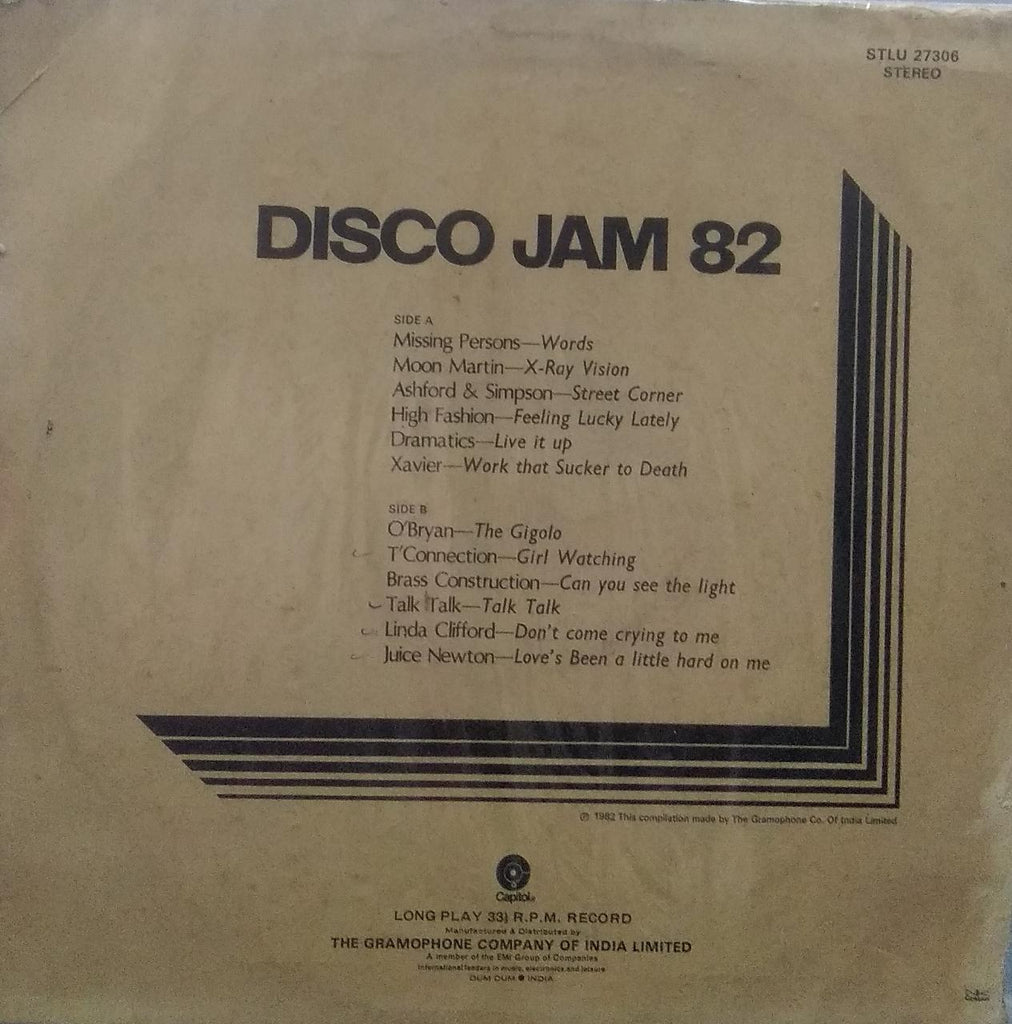 STLU 27306
STEREO
DISCO JAM 82
SIDE A
Missing Persons—Words
Moon Martin—X-Ray Vision
Ashford & Simpson—Street Corner
High Fashion—Feeling Lucky Lately
Dramatics—Live it up
Xavier—Work that Sucker to Death
SIDE B
O'Bryan—The Gigolo
T'Connection—Girl Watching
Brass Construction—Can you see the light
Talk Talk—Talk Talk
Linda Clifford—Don't come crying to me
Juice Newton—Love's Been a little hard on me
℗ 1982 This compilation made by The Gramophone Co. Of India Limited
Capitol®
LONG PLAY 33⅓ R.P.M. RECORD
Manufactured & Distributed by
THE GRAMOPHONE COMPANY OF INDIA LIMITED
A member of the EMI Group of Companies
International leaders in music, electronics and leisure
DUM DUM ● INDIA